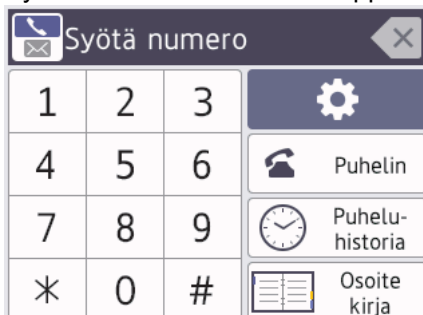 Syötä numero
1 2 3
4 5 6 Puhelin
7 8 9 Puhelu-
historia
* 0 # Osoite
kirja